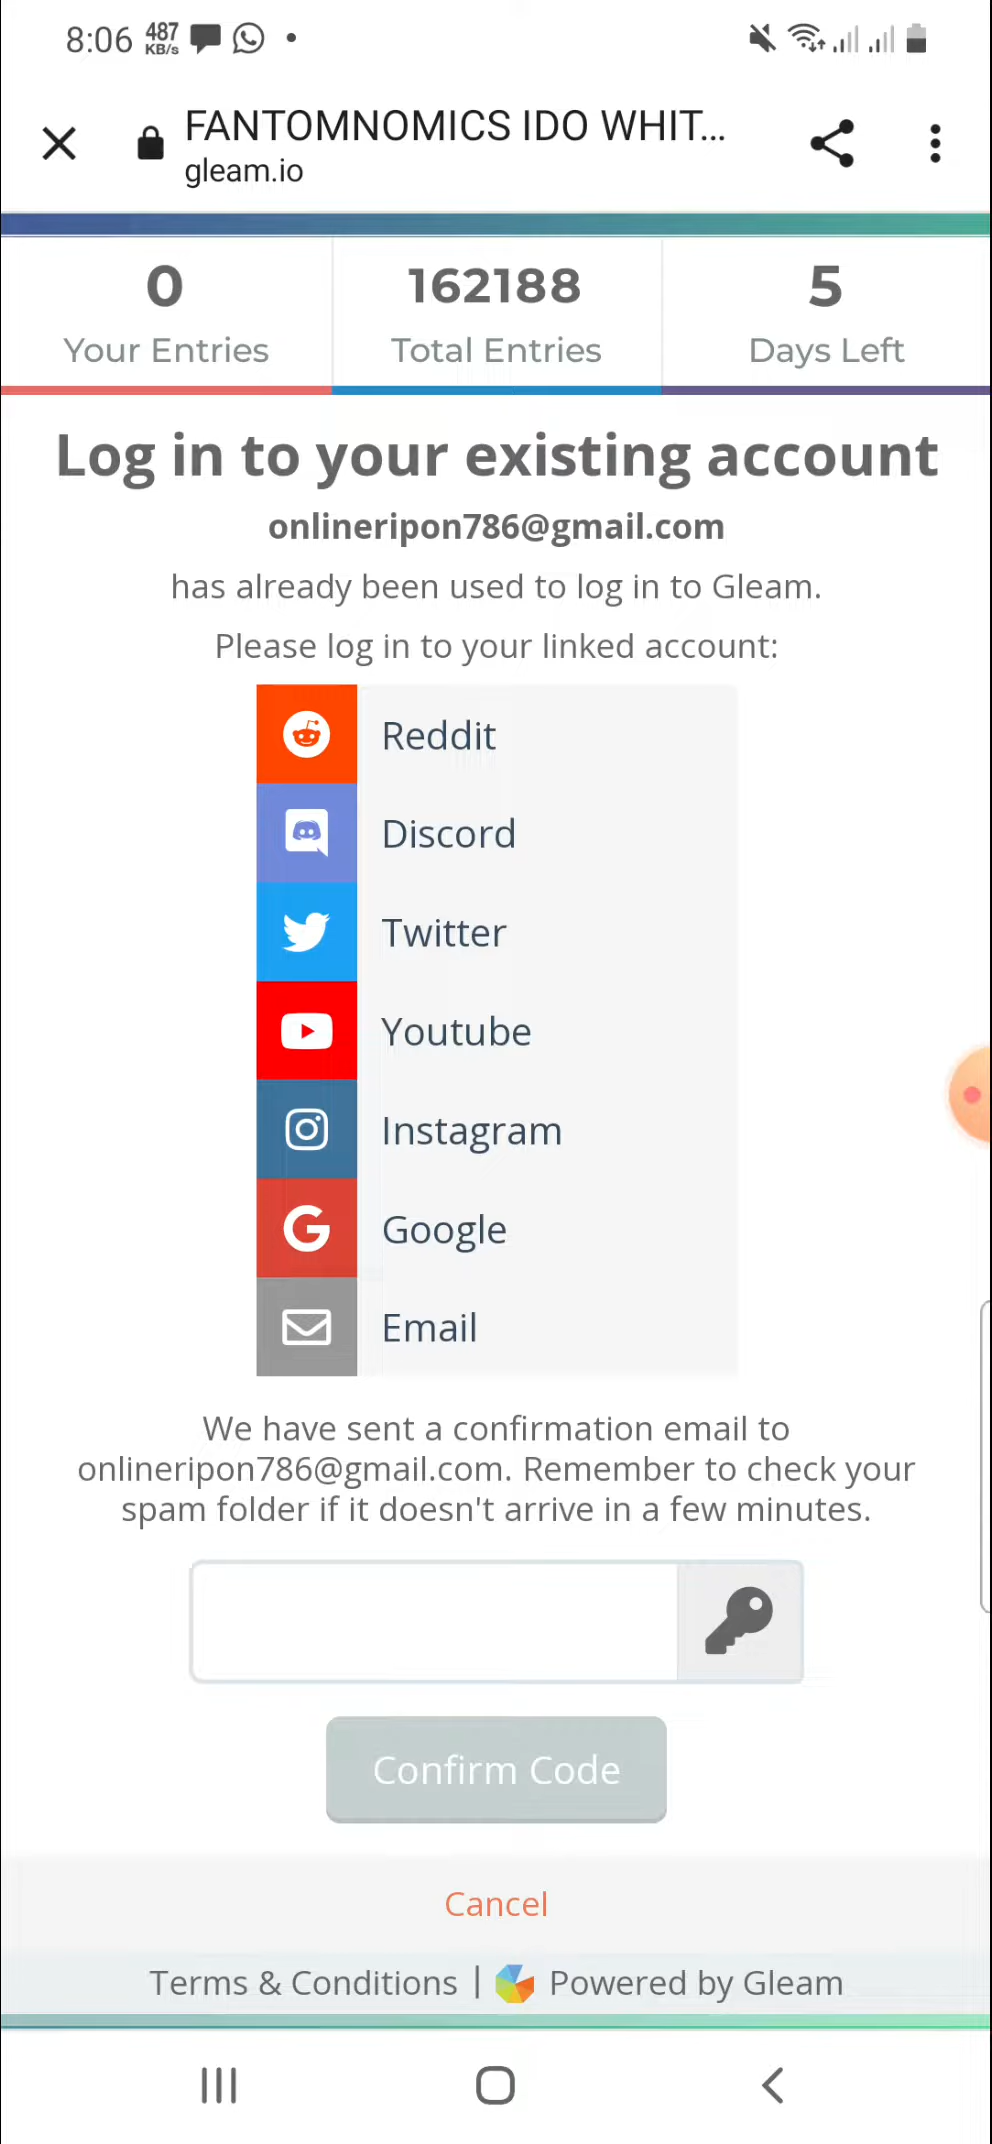 8:06 487 KB/s
FANTOMNOMICS IDO WHIT...
gleam.io
0 162188 5
Your Entries Total Entries Days Left
Log in to your existing account
onlineripon786@gmail.com
has already been used to log in to Gleam.
Please log in to your linked account:
Reddit
Discord
Twitter
Youtube
Instagram
Google
Email
We have sent a confirmation email to
onlineripon786@gmail.com. Remember to check your
spam folder if it doesn't arrive in a few minutes.
Confirm Code
Cancel
Terms & Conditions | Powered by Gleam